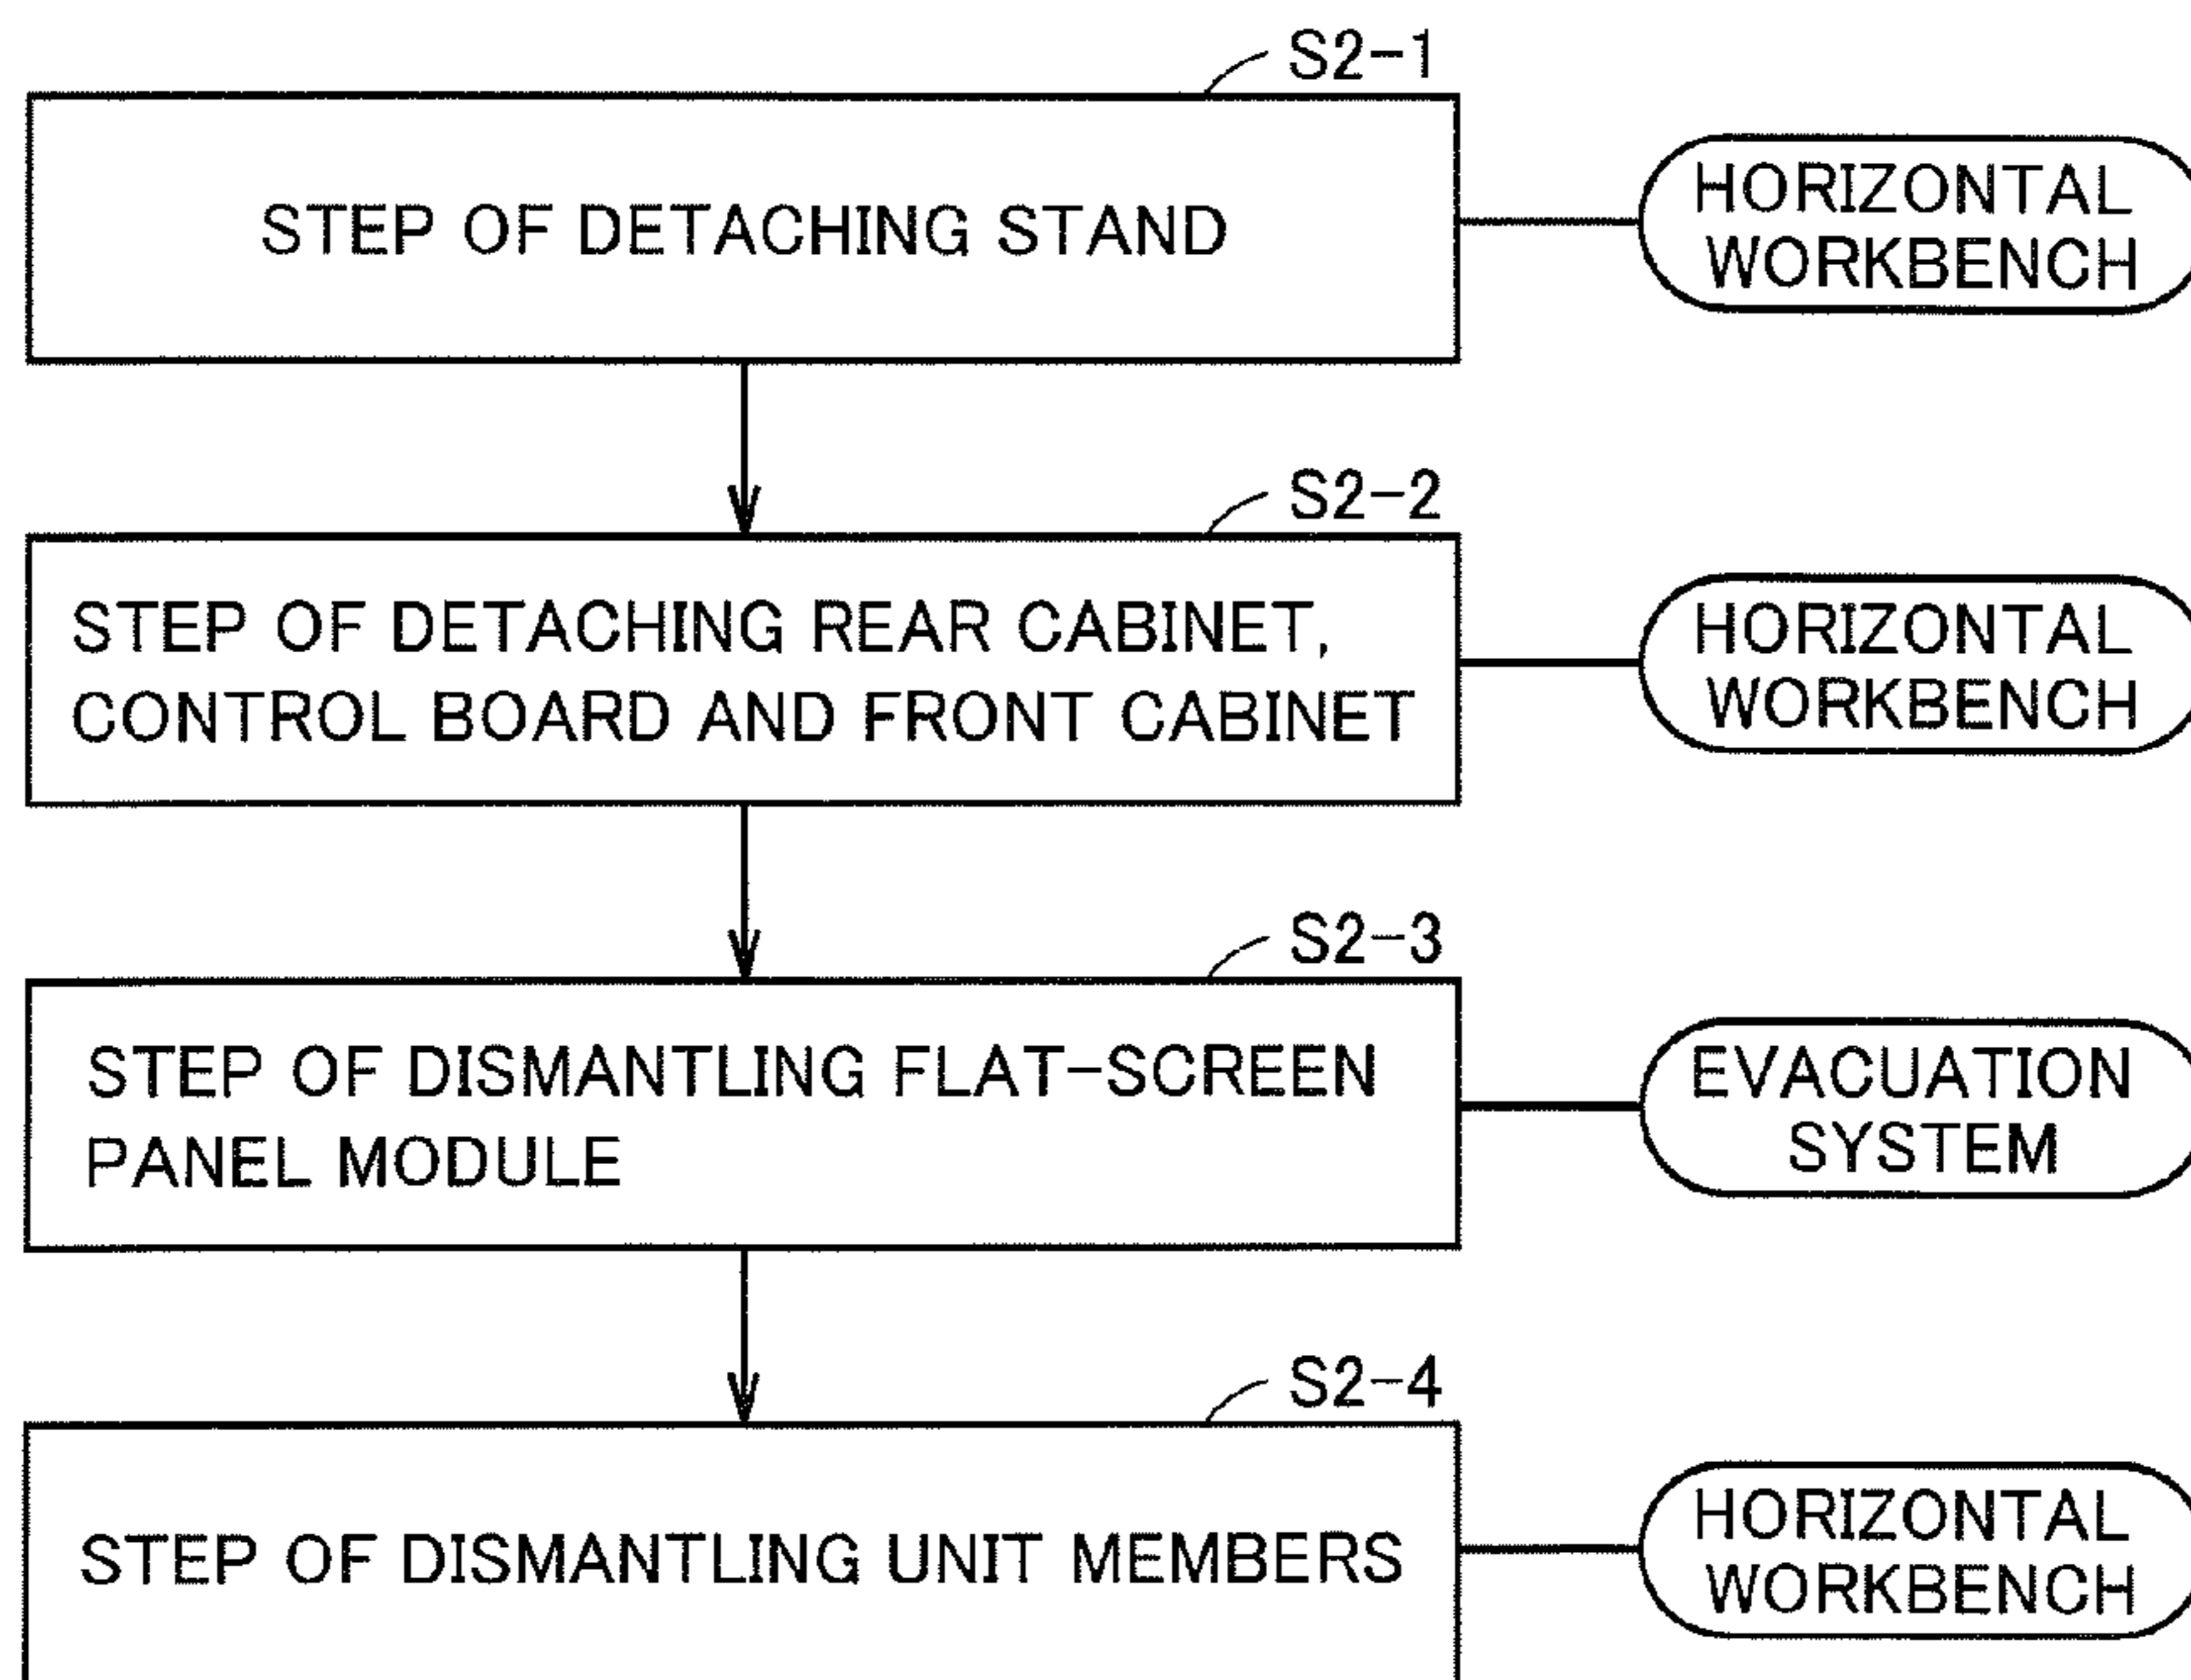 S2-1
STEP OF DETACHING STAND
HORIZONTAL
WORKBENCH
S2-2
STEP OF DETACHING REAR CABINET,
CONTROL BOARD AND FRONT CABINET
HORIZONTAL
WORKBENCH
S2-3
STEP OF DISMANTLING FLAT-SCREEN
PANEL MODULE
EVACUATION
SYSTEM
S2-4
STEP OF DISMANTLING UNIT MEMBERS
HORIZONTAL
WORKBENCH